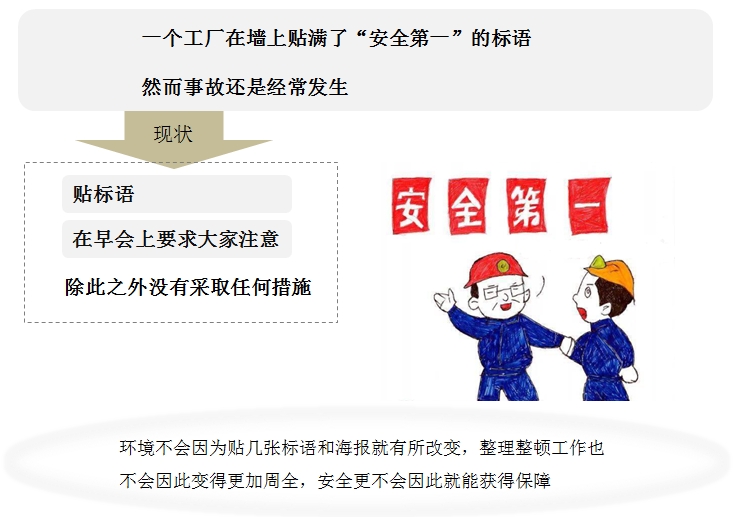 一个工厂在墙上贴满了“安全第一”的标语
然而事故还是经常发生
现状
贴标语
在早会上要求大家注意
除此之外没有采取任何措施
安全第一
环境不会因为贴几张标语和海报就有所改变，整理整顿工作也
不会因此变得更加周全，安全更不会因此就能获得保障